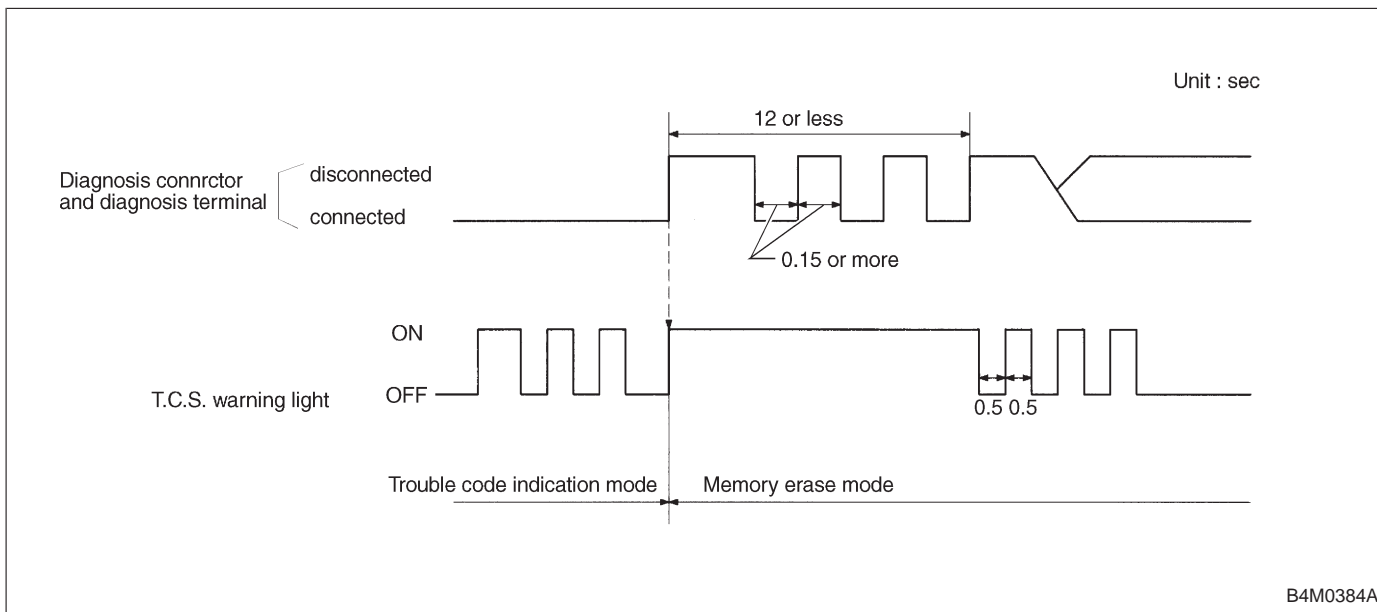 Unit : sec
12 or less
Diagnosis connrctor
and diagnosis terminal
disconnected
connected
0.15 or more
ON
T.C.S. warning light
OFF
0.5 0.5
Trouble code indication mode
Memory erase mode
B4M0384A